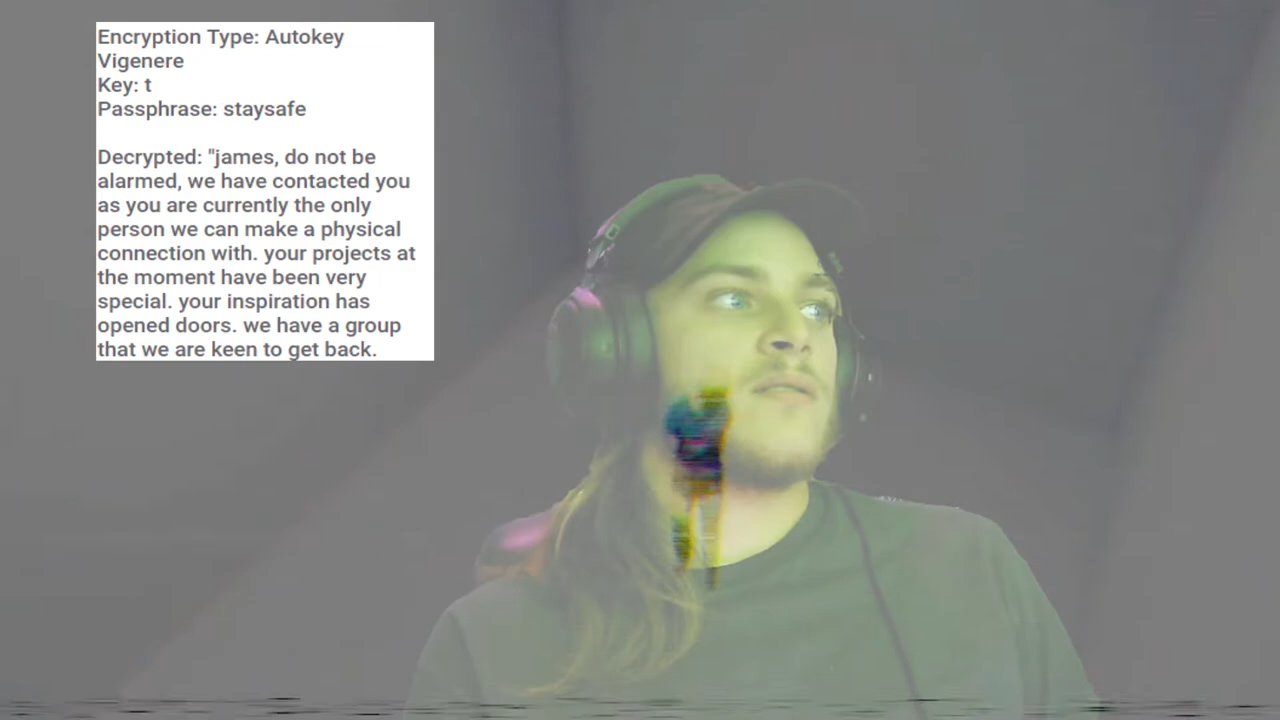 Encryption Type: Autokey
Vigenere
Key: t
Passphrase: staysafe
Decrypted: "james, do not be
alarmed, we have contacted you
as you are currently the only
person we can make a physical
connection with. your projects at
the moment have been very
special. your inspiration has
opened doors. we have a group
that we are keen to get back.